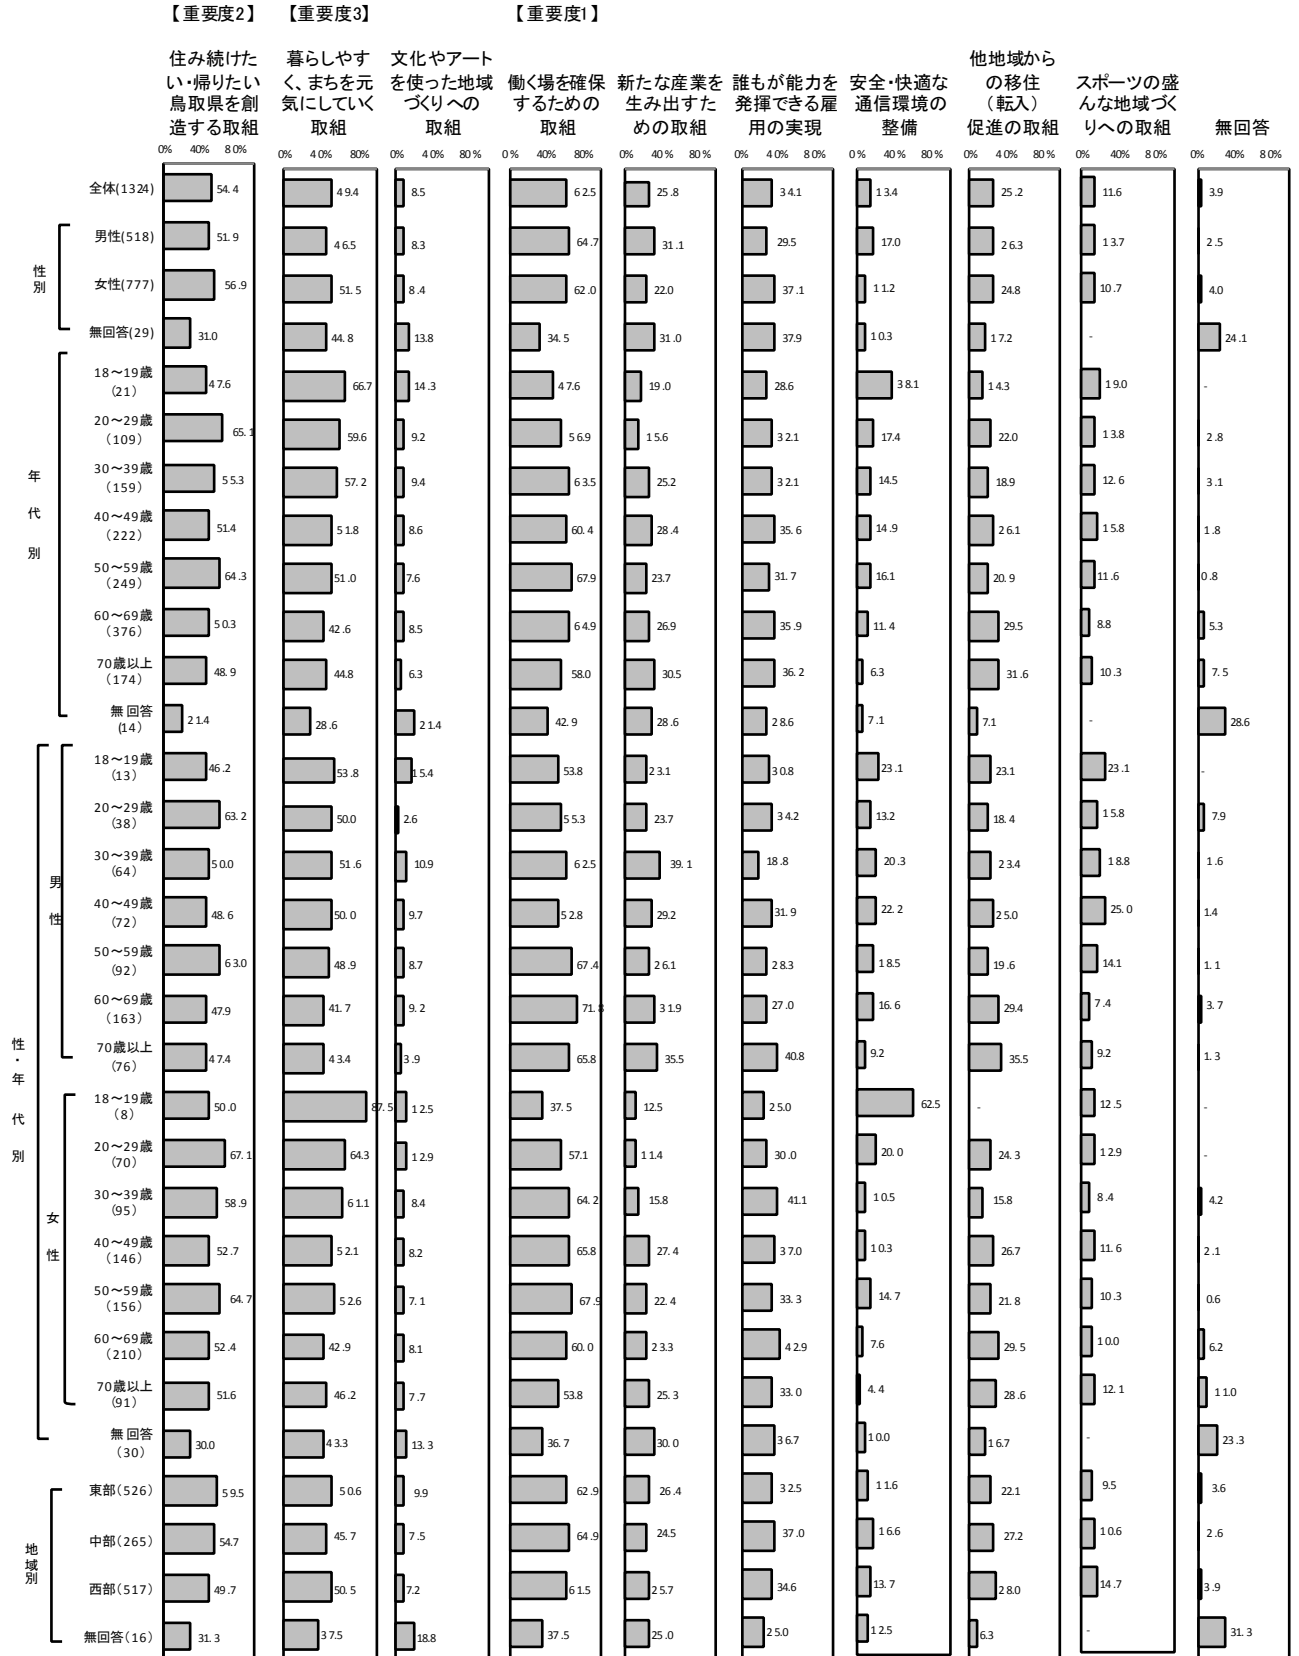 【重要度2】 【重要度3】 【重要度1】
住み続けたい・帰りたい鳥取県を創造する取組
暮らしやすく、まちを元気にしていく取組
文化やアートを使った地域づくりへの取組
働く場を確保するための取組
新たな産業を生み出すための取組
誰もが能力を発揮できる雇用の実現
安全・快適な通信環境の整備
他地域からの移住（転入）促進の取組
スポーツの盛んな地域づくりへの取組
無回答
0% 40% 80% 0% 40% 80% 0% 40% 80% 0% 40% 80% 0% 40% 80% 0% 40% 80% 0% 40% 80% 0% 40% 80% 0% 40% 80% 0% 40% 80%
全体(1324) 54.4 49.4 8.5 62.5 25.8 34.1 13.4 25.2 11.6 3.9
性別
男性(518) 51.9 46.5 8.3 64.7 31.1 29.5 17.0 26.3 13.7 2.5
女性(777) 56.9 51.5 8.4 62.0 22.0 37.1 11.2 24.8 10.7 4.0
無回答(29) 31.0 44.8 13.8 34.5 31.0 37.9 10.3 17.2 - 24.1
年代別
18～19歳(21) 47.6 66.7 14.3 47.6 19.0 28.6 38.1 14.3 19.0 -
20～29歳(109) 65.1 59.6 9.2 56.9 15.6 32.1 17.4 22.0 13.8 2.8
30～39歳(159) 55.3 57.2 9.4 63.5 25.2 32.1 14.5 18.9 12.6 3.1
40～49歳(222) 51.4 51.8 8.6 60.4 28.4 35.6 14.9 26.1 15.8 1.8
50～59歳(249) 64.3 51.0 7.6 67.9 23.7 31.7 16.1 20.9 11.6 0.8
60～69歳(376) 50.3 42.6 8.5 64.9 26.9 35.9 11.4 29.5 8.8 5.3
70歳以上(174) 48.9 44.8 6.3 58.0 30.5 36.2 6.3 31.6 10.3 7.5
無回答(14) 21.4 28.6 21.4 42.9 28.6 28.6 7.1 7.1 - 28.6
性・年代別
男性
18～19歳(13) 46.2 53.8 15.4 53.8 23.1 30.8 23.1 23.1 23.1 -
20～29歳(38) 63.2 50.0 2.6 55.3 23.7 34.2 13.2 18.4 15.8 7.9
30～39歳(64) 50.0 51.6 10.9 62.5 39.1 18.8 20.3 23.4 18.8 1.6
40～49歳(72) 48.6 50.0 9.7 52.8 29.2 31.9 22.2 25.0 25.0 1.4
50～59歳(92) 63.0 48.9 8.7 67.4 26.1 28.3 18.5 19.6 14.1 1.1
60～69歳(163) 47.9 41.7 9.2 71.8 31.9 27.0 16.6 29.4 7.4 3.7
70歳以上(76) 47.4 43.4 3.9 65.8 35.5 40.8 9.2 35.5 9.2 1.3
女性
18～19歳(8) 50.0 87.5 12.5 37.5 12.5 25.0 62.5 - 12.5 -
20～29歳(70) 67.1 64.3 12.9 57.1 11.4 30.0 20.0 24.3 12.9 -
30～39歳(95) 58.9 61.1 8.4 64.2 15.8 41.1 10.5 15.8 8.4 4.2
40～49歳(146) 52.7 52.1 8.2 65.8 27.4 37.0 10.3 26.7 11.6 2.1
50～59歳(156) 64.7 52.6 7.1 67.9 22.4 33.3 14.7 21.8 10.3 0.6
60～69歳(210) 52.4 42.9 8.1 60.0 23.3 42.9 7.6 29.5 10.0 6.2
70歳以上(91) 51.6 46.2 7.7 53.8 25.3 33.0 4.4 28.6 12.1 11.0
無回答(30) 30.0 43.3 13.3 36.7 30.0 36.7 10.0 16.7 - 23.3
地域別
東部(526) 59.5 50.6 9.9 62.9 26.4 32.5 11.6 22.1 9.5 3.6
中部(265) 54.7 45.7 7.5 64.9 24.5 37.0 16.6 27.2 10.6 2.6
西部(517) 49.7 50.5 7.2 61.5 25.7 34.6 13.7 28.0 14.7 3.9
無回答(16) 31.3 37.5 18.8 37.5 25.0 25.0 12.5 6.3 - 31.3